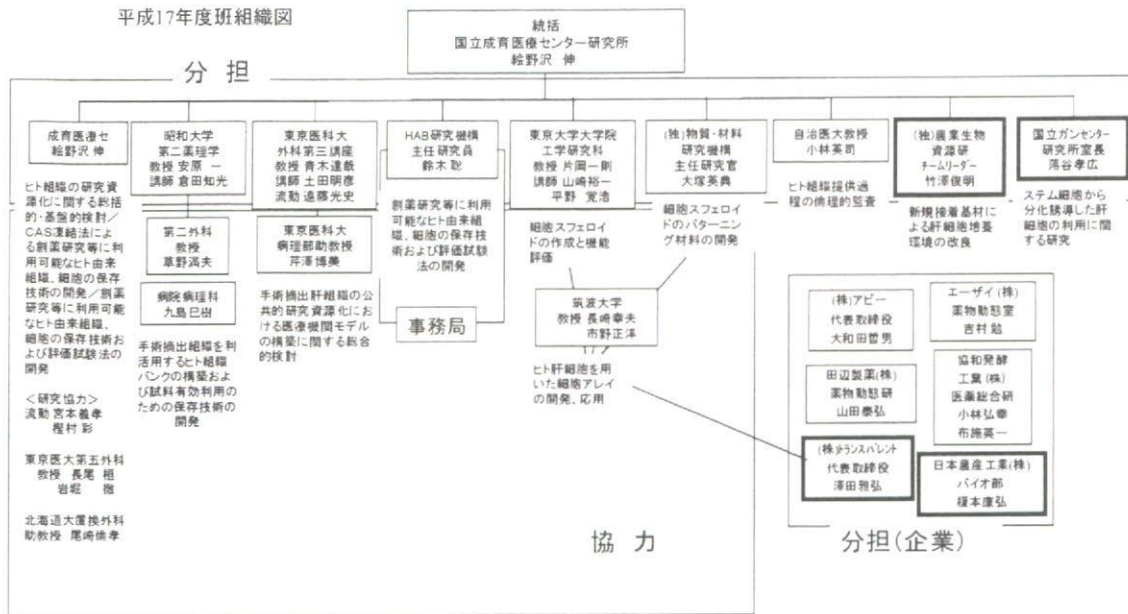 平成17年度班組織図
統括
国立成育医療センター研究所
絵野沢 伸
分 担
成育医療セ
絵野沢 伸
ヒト組織の研究資
源化に関する総括
的・基盤的検討/
CAS凍結法によ
る創薬研究等に利
用可能なヒト由来
組織、細胞の保存
技術の開発/創薬
研究等に利用可能
なヒト由来組織、
細胞の保存技術お
よび評価試験法の
開発
<研究協力>
流動 宮本義孝
樫村 彩
東京医大第五外科
教授 長尾 桓
岩堀 徹
北海道大置換外科
助教授 尾崎倫孝
昭和大学
第二薬理学
教授 安原 一
講師 倉田知光
第二外科
教授
草野満夫
病院病理科
九島巳樹
手術摘出組織を利
活用するヒト組織
バンクの構築およ
び試料有効利用の
ための保存技術の
開発
東京医科大
外科第三講座
教授 青木達哉
講師 土田明彦
流動 遠藤光史
東京医科大
病理部助教授
芹澤博美
手術摘出肝組織の公
共的研究資源化にお
ける医療機関モデル
の構築に関する総合
的検討
HAB研究機構
主任研究員
鈴木 聡
創薬研究等に利用
可能なヒト由来組
織、細胞の保存技
術および評価試験
法の開発
事務局
東京大学大学院
工学研究科
教授 片岡一則
講師 山崎裕一
平野 覚浩
細胞スフェロイ
ドの作成と機能
評価
(独)物質・材料
研究機構
主任研究官
大塚英典
細胞スフェロイ
ドのパターニン
グ材料の開発
筑波大学
教授 長崎幸夫
市野正洋
ヒト肝細胞を用
いた細胞アレイ
の開発、応用
自治医大教授
小林英司
ヒト組織提供過
程の倫理的監査
(独)農業生物
資源研
チームリーダー
竹澤俊明
新規接着基材に
よる肝細胞培養
環境の改良
国立ガンセンター
研究所室長
落谷孝広
ステム細胞から
分化誘導した肝
細胞の利用に関
する研究
(株)アビー
代表取締役
大和田哲男
エーザイ(株)
薬物動態室
吉村 勉
田辺製薬(株)
薬物動態研
山田泰弘
協和発酵
工業(株)
医薬総合研
小林弘幸
布施英一
(株)トランスパレント
代表取締役
澤田雅弘
日本農産工業(株)
バイオ部
榎本康弘
協 力
分担(企業)